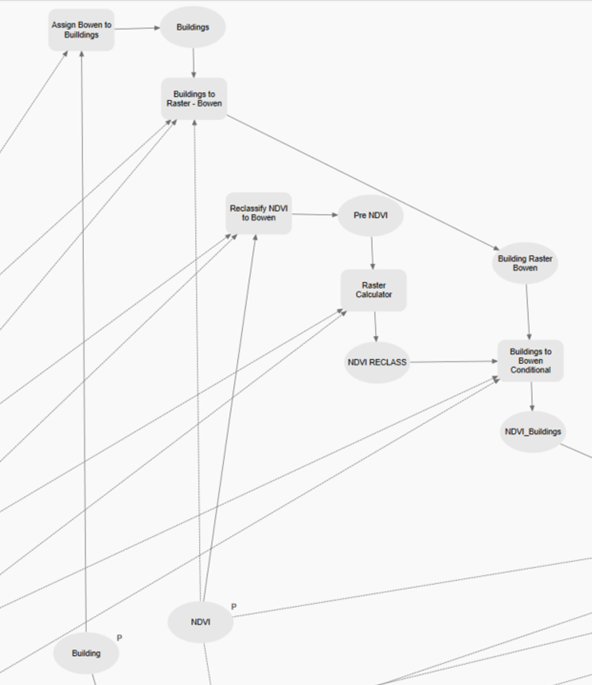 Assign Bowen to
Builldings
Buildings
Buildings to
Raster - Bowen
Reclassify NDVI
to Bowen
Pre NDVI
Building Raster
Bowen
Raster
Calculator
NDVI RECLASS
Buildings to
Bowen
Conditional
NDVI_Buildings
P
NDVI
P
Building